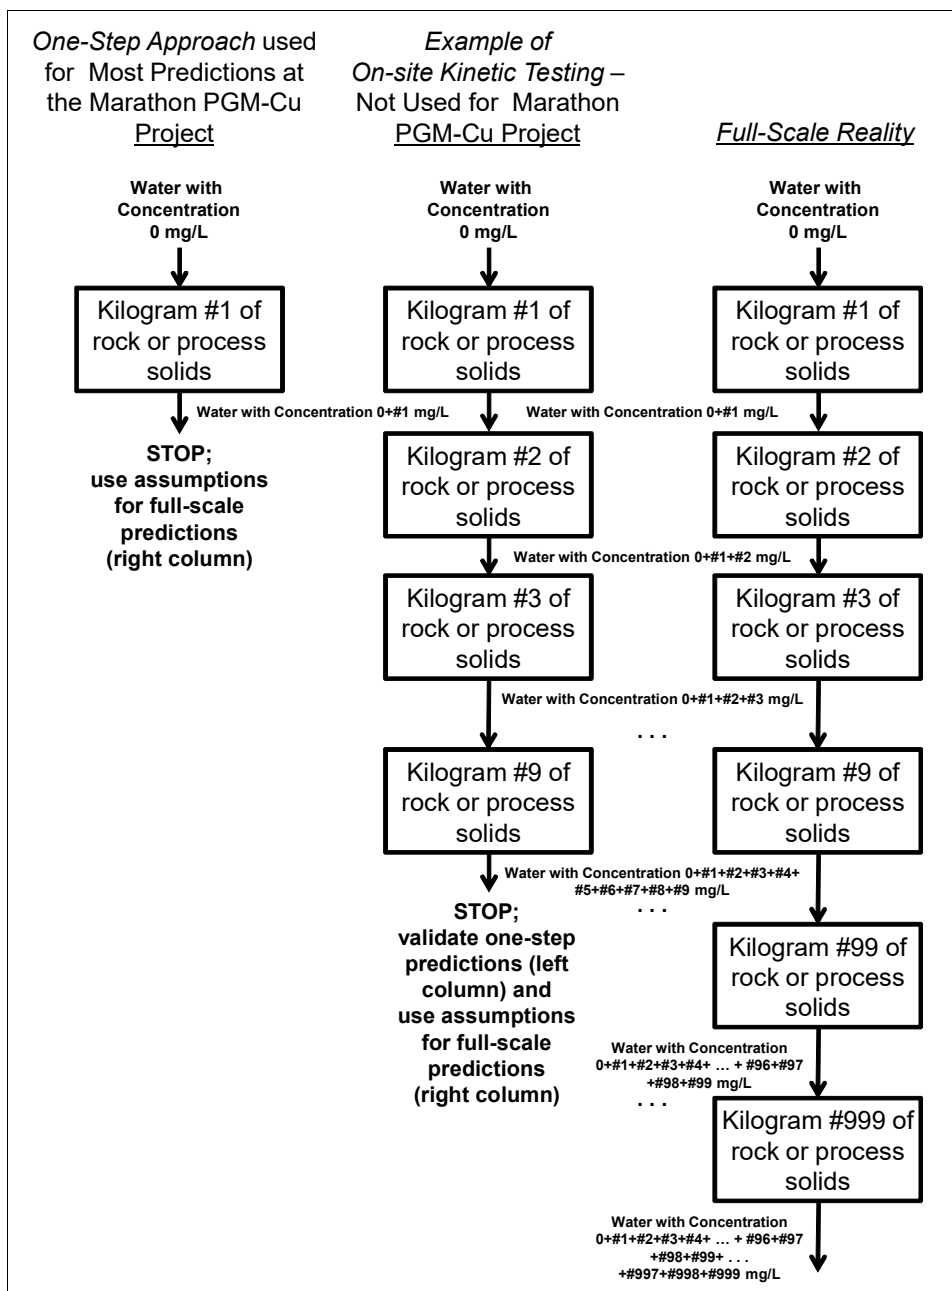 One-Step Approach used
for Most Predictions at
the Marathon PGM-Cu
Project
Example of
On-site Kinetic Testing –
Not Used for Marathon
PGM-Cu Project
Full-Scale Reality
Water with
Concentration
0 mg/L
Water with
Concentration
0 mg/L
Water with
Concentration
0 mg/L
Kilogram #1 of
rock or process
solids
Kilogram #1 of
rock or process
solids
Kilogram #1 of
rock or process
solids
Water with Concentration 0+#1 mg/L
Water with Concentration 0+#1 mg/L
STOP;
use assumptions
for full-scale
predictions
(right column)
Kilogram #2 of
rock or process
solids
Kilogram #2 of
rock or process
solids
Water with Concentration 0+#1+#2 mg/L
Kilogram #3 of
rock or process
solids
Kilogram #3 of
rock or process
solids
Water with Concentration 0+#1+#2+#3 mg/L
. . .
Kilogram #9 of
rock or process
solids
Kilogram #9 of
rock or process
solids
Water with Concentration 0+#1+#2+#3+#4+
#5+#6+#7+#8+#9 mg/L
. . .
STOP;
validate one-step
predictions (left
column) and
use assumptions
for full-scale
predictions
(right column)
Kilogram #99 of
rock or process
solids
Water with Concentration
0+#1+#2+#3+#4+ … + #96+#97
+#98+#99 mg/L
. . .
Kilogram #999 of
rock or process
solids
Water with Concentration
0+#1+#2+#3+#4+ … + #96+#97
+#98+#99+ . . .
+#997+#998+#999 mg/L